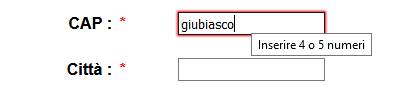 CAP : * giubiasco
Inserire 4 o 5 numeri
Città : *